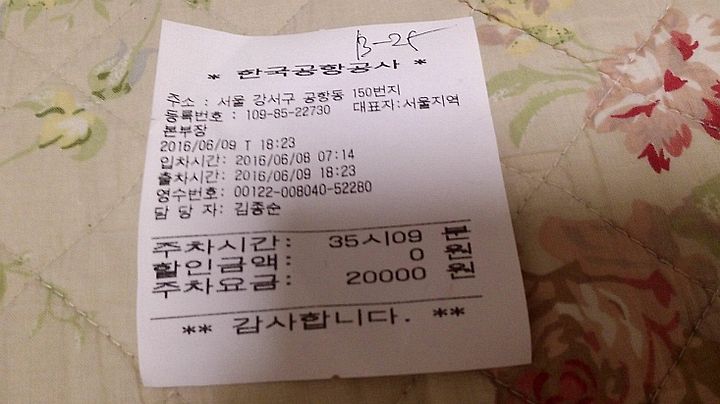 B-25
* 한국공항공사 *
주소 : 서울 강서구 공항동 150번지
등록번호 : 109-85-22730 대표자:서울지역
본부장
2016/06/09 T 18:23
입차시간: 2016/06/08 07:14
출차시간: 2016/06/09 18:23
영수번호: 00122-008040-52280
담 당 자: 김종순
주차시간: 35시09 분
할인금액: 0 원
주차요금: 20000 원
** 감사합니다. **